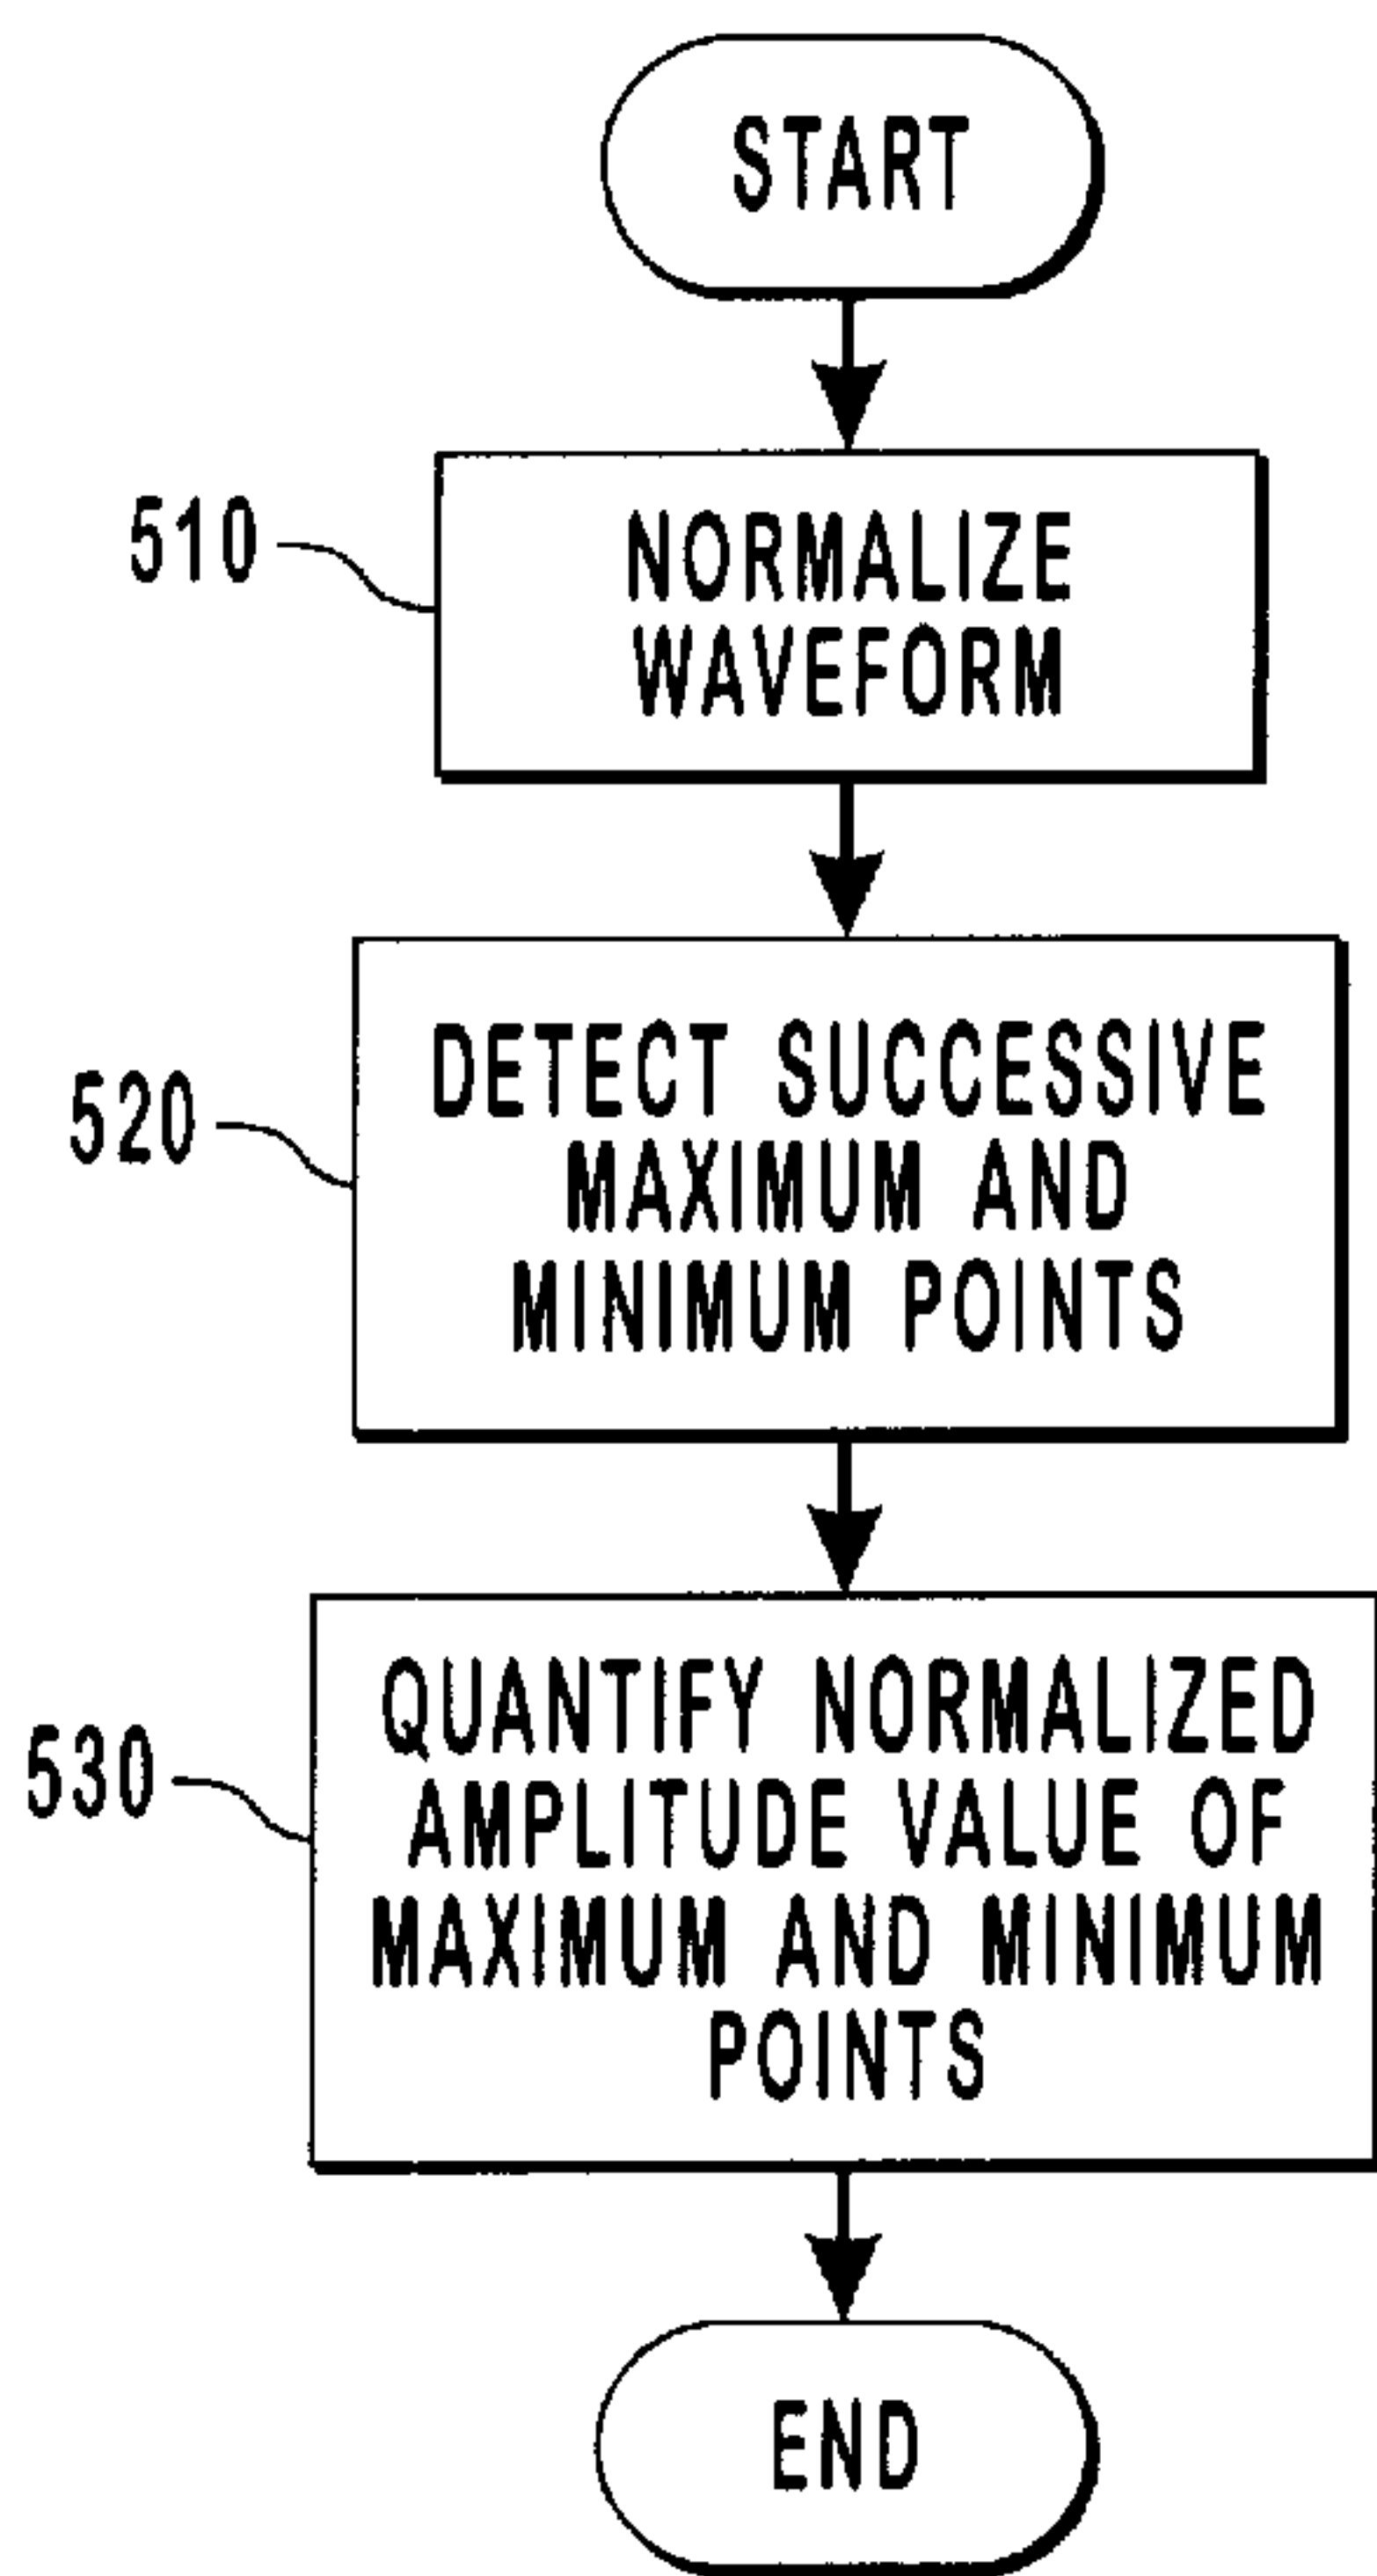 START
510
NORMALIZE
WAVEFORM
520
DETECT SUCCESSIVE
MAXIMUM AND
MINIMUM POINTS
530
QUANTIFY NORMALIZED
AMPLITUDE VALUE OF
MAXIMUM AND MINIMUM
POINTS
END